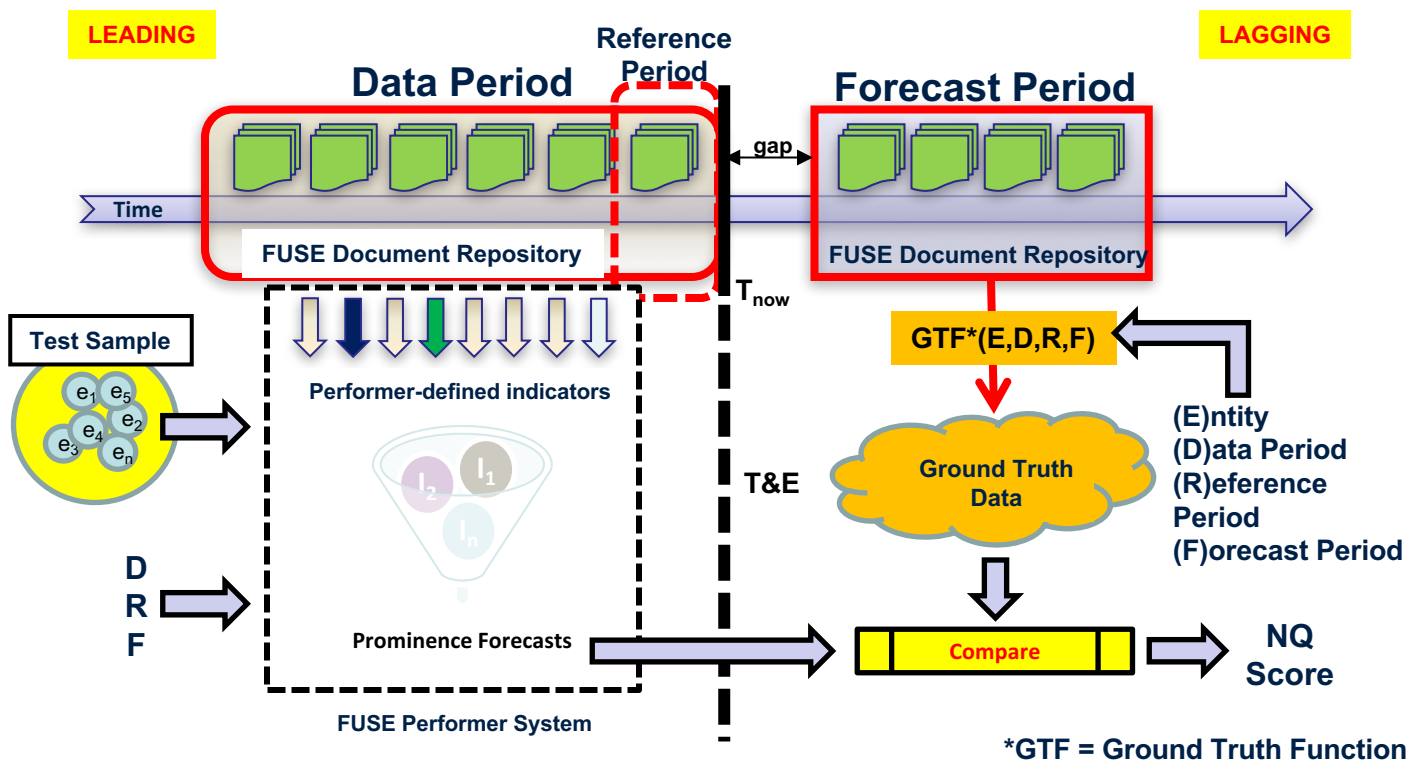 LEADING
Reference
Period
LAGGING
Data Period
Forecast Period
gap
Time
FUSE Document Repository
FUSE Document Repository
Tnow
Test Sample
GTF*(E,D,R,F)
Performer-defined indicators
e1
e5
e2
e4
e3
en
(E)ntity
(D)ata Period
(R)eference
Period
(F)orecast Period
I2
I1
In
Ground Truth
Data
T&E
D
R
F
Prominence Forecasts
Compare
NQ
Score
FUSE Performer System
*GTF = Ground Truth Function